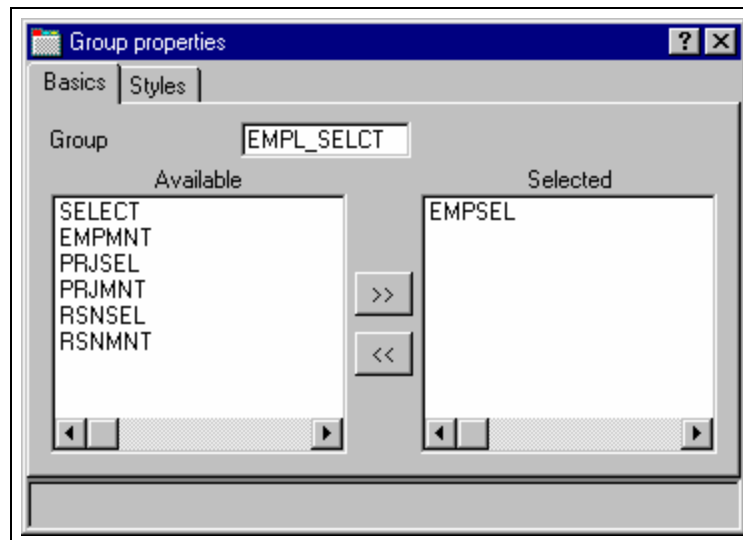 Group properties
Basics Styles
Group EMPL_SELCT
Available Selected
SELECT EMPSEL
EMPMNT
PRJSEL
PRJMNT
RSNSEL
RSNMNT
>>
<<